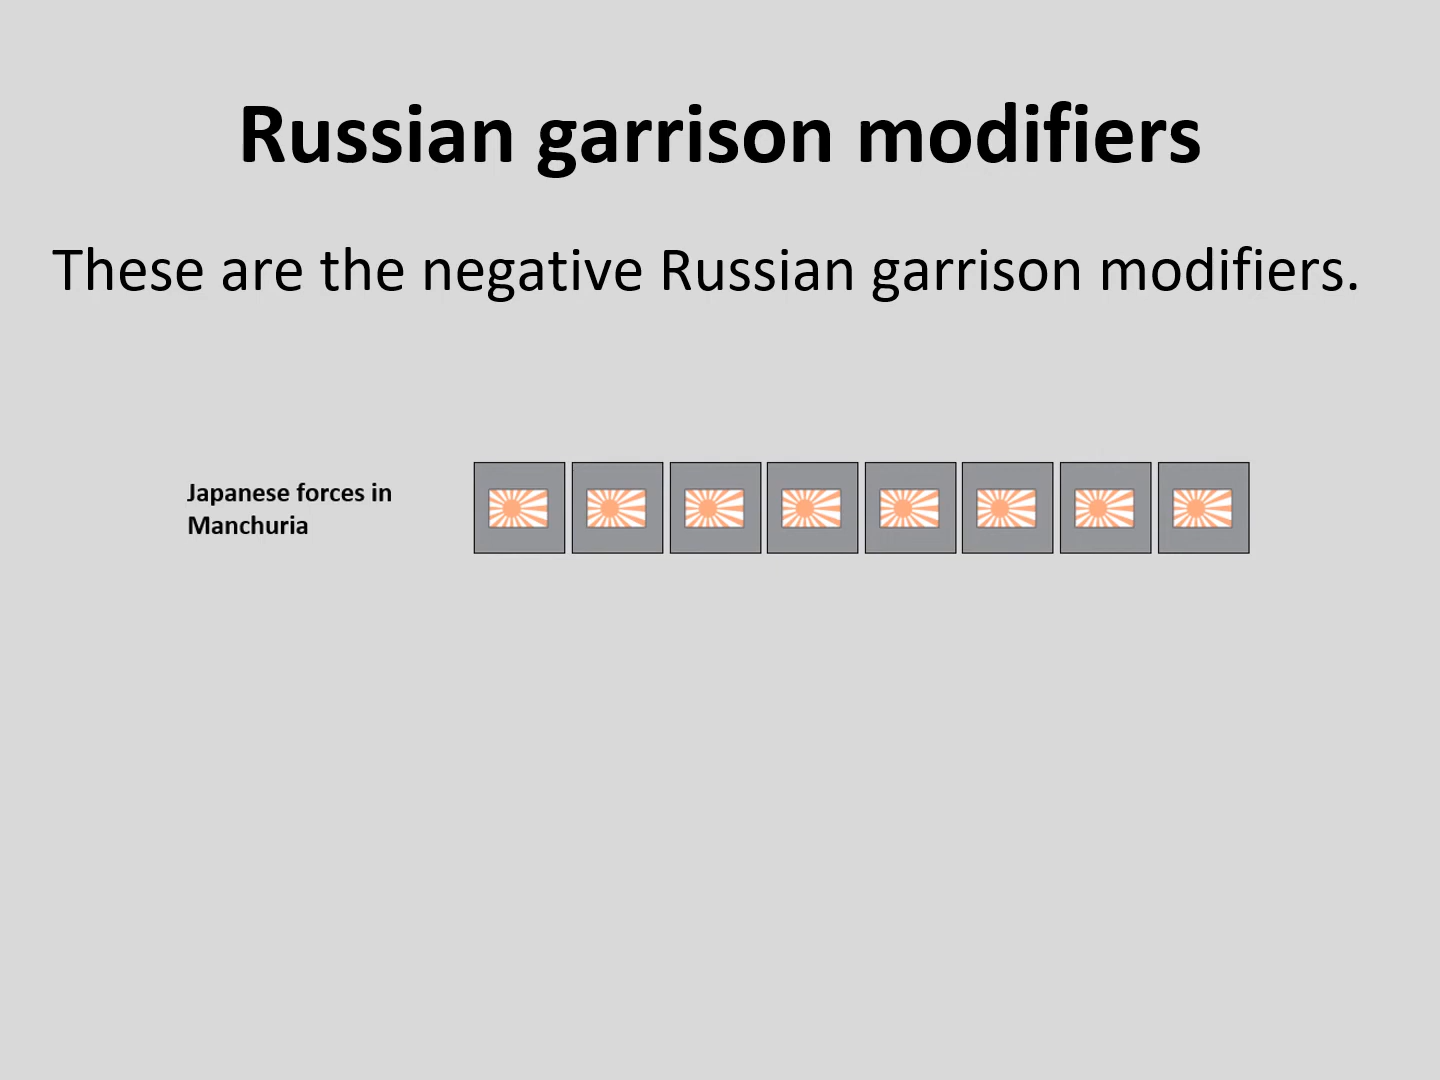 Russian garrison modifiers
These are the negative Russian garrison modifiers.
Japanese forces in
Manchuria